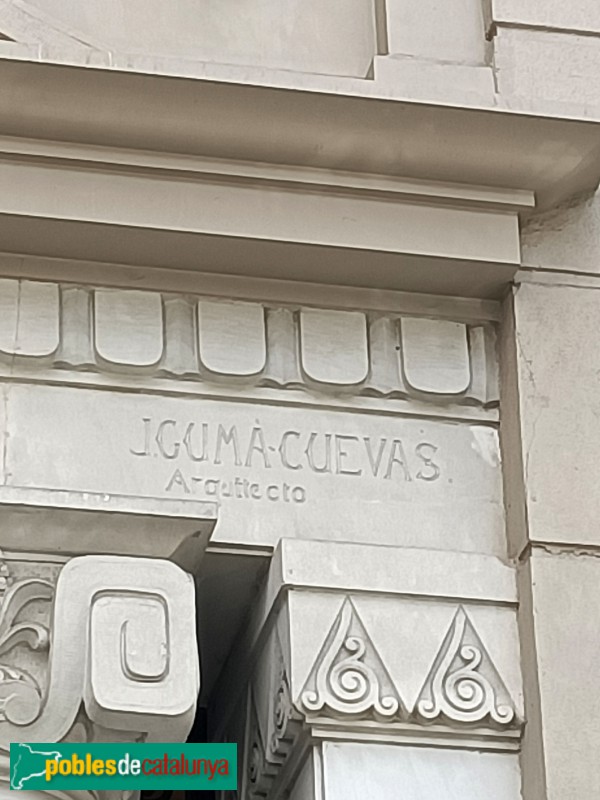 J.GUMÀ-CUEVAS.
Arquitecto
poblesdecatalunya